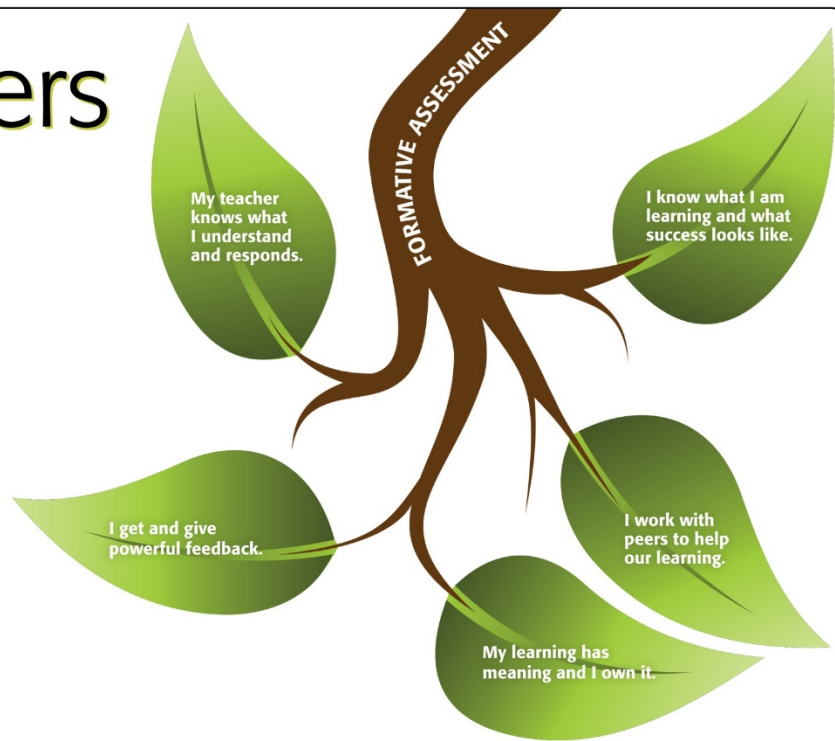 ers
FORMATIVE ASSESSMENT
My teacher
knows what
I understand
and responds.
I know what I am
learning and what
success looks like.
I get and give
powerful feedback.
I work with
peers to help
our learning.
My learning has
meaning and I own it.